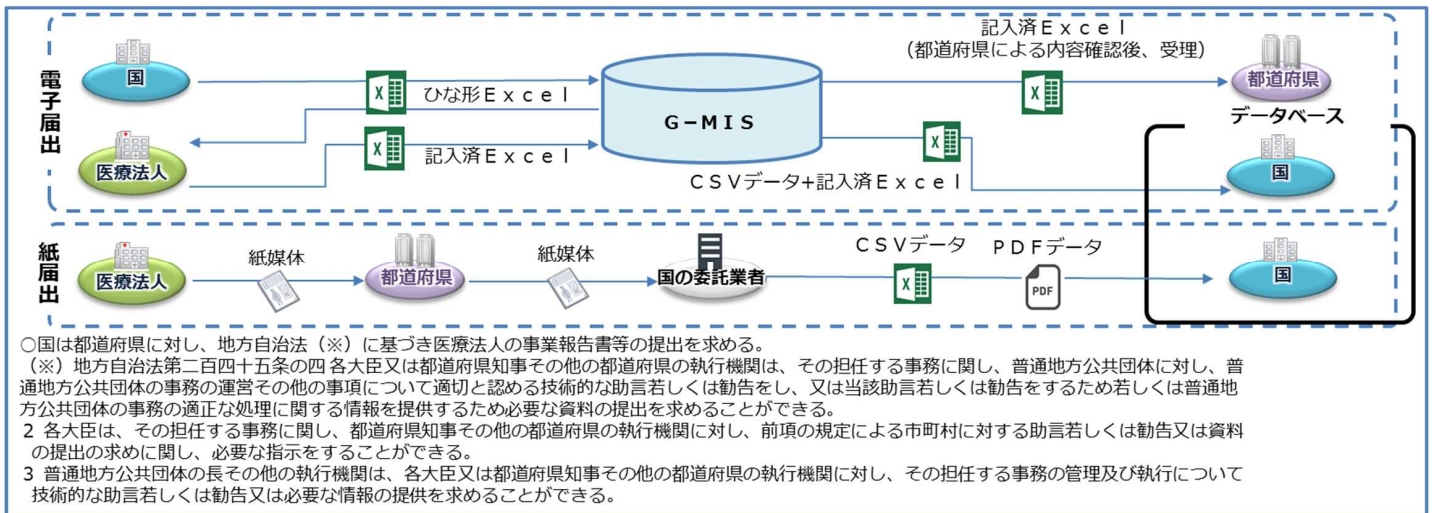 電子届出
国
ひな形Ｅｘｃｅｌ
医療法人
記入済Ｅｘｃｅｌ
Ｇ－ＭＩＳ
記入済Ｅｘｃｅｌ
（都道府県による内容確認後、受理）
都道府県
データベース
ＣＳＶデータ+記入済Ｅｘｃｅｌ
国
紙届出
医療法人
紙媒体
都道府県
紙媒体
国の委託業者
ＣＳＶデータ
ＰＤＦデータ
PDF
国
○国は都道府県に対し、地方自治法（※）に基づき医療法人の事業報告書等の提出を求める。
（※）地方自治法第二百四十五条の四 各大臣又は都道府県知事その他の都道府県の執行機関は、その担任する事務に関し、普通地方公共団体に対し、普
通地方公共団体の事務の運営その他の事項について適切と認める技術的な助言若しくは勧告をし、又は当該助言若しくは勧告をするため若しくは普通地
方公共団体の事務の適正な処理に関する情報を提供するため必要な資料の提出を求めることができる。
２ 各大臣は、その担任する事務に関し、都道府県知事その他の都道府県の執行機関に対し、前項の規定による市町村に対する助言若しくは勧告又は資料
の提出の求めに関し、必要な指示をすることができる。
３ 普通地方公共団体の長その他の執行機関は、各大臣又は都道府県知事その他の都道府県の執行機関に対し、その担任する事務の管理及び執行について
技術的な助言若しくは勧告又は必要な情報の提供を求めることができる。